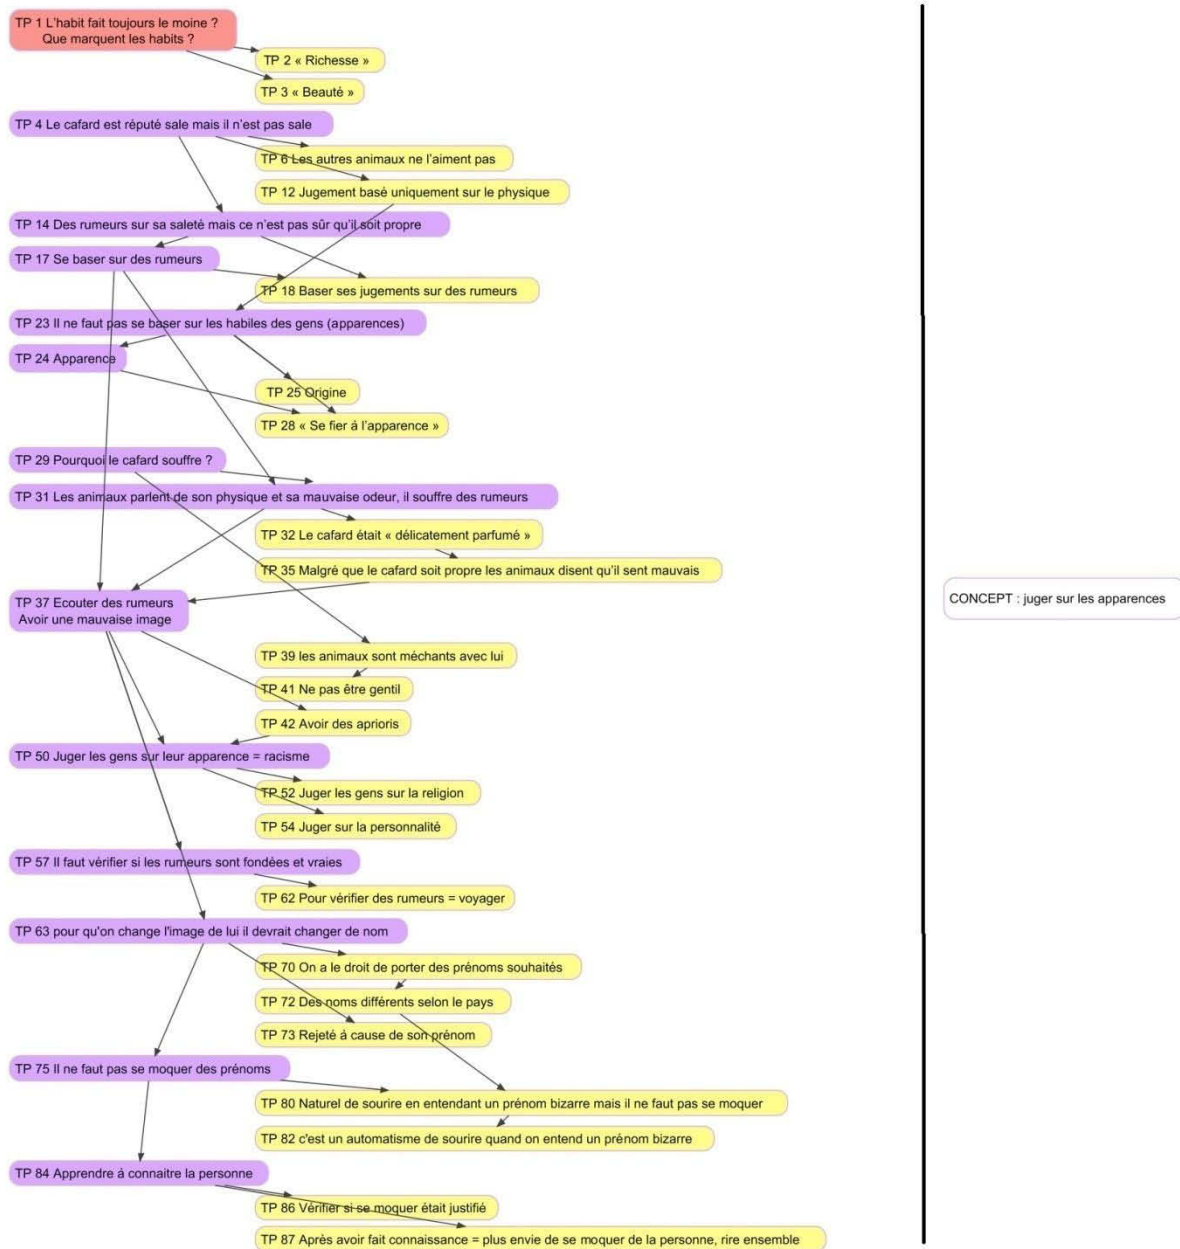 TP 1 L'habit fait toujours le moine ?
Que marquent les habits ?
TP 2 « Richesse »
TP 3 « Beauté »
TP 4 Le cafard est réputé sale mais il n'est pas sale
TP 6 Les autres animaux ne l'aiment pas
TP 12 Jugement basé uniquement sur le physique
TP 14 Des rumeurs sur sa saleté mais ce n'est pas sûr qu'il soit propre
TP 17 Se baser sur des rumeurs
TP 18 Baser ses jugements sur des rumeurs
TP 23 Il ne faut pas se baser sur les habiles des gens (apparences)
TP 24 Apparence
TP 25 Origine
TP 28 « Se fier á l'apparence »
TP 29 Pourquoi le cafard souffre ?
TP 31 Les animaux parlent de son physique et sa mauvaise odeur, il souffre des rumeurs
TP 32 Le cafard était « délicatement parfumé »
TP 35 Malgré que le cafard soit propre les animaux disent qu'il sent mauvais
TP 37 Ecouter des rumeurs
Avoir une mauvaise image
CONCEPT : juger sur les apparences
TP 39 les animaux sont méchants avec lui
TP 41 Ne pas être gentil
TP 42 Avoir des aprioris
TP 50 Juger les gens sur leur apparence = racisme
TP 52 Juger les gens sur la religion
TP 54 Juger sur la personnalité
TP 57 Il faut vérifier si les rumeurs sont fondées et vraies
TP 62 Pour vérifier des rumeurs = voyager
TP 63 pour qu'on change l'image de lui il devrait changer de nom
TP 70 On a le droit de porter des prénoms souhaités
TP 72 Des noms différents selon le pays
TP 73 Rejeté á cause de son prénom
TP 75 Il ne faut pas se moquer des prénoms
TP 80 Naturel de sourire en entendant un prénom bizarre mais il ne faut pas se moquer
TP 82 c'est un automatisme de sourire quand on entend un prénom bizarre
TP 84 Apprendre á connaitre la personne
TP 86 Vérifier si se moquer était justifié
TP 87 Après avoir fait connaissance = plus envie de se moquer de la personne, rire ensemble